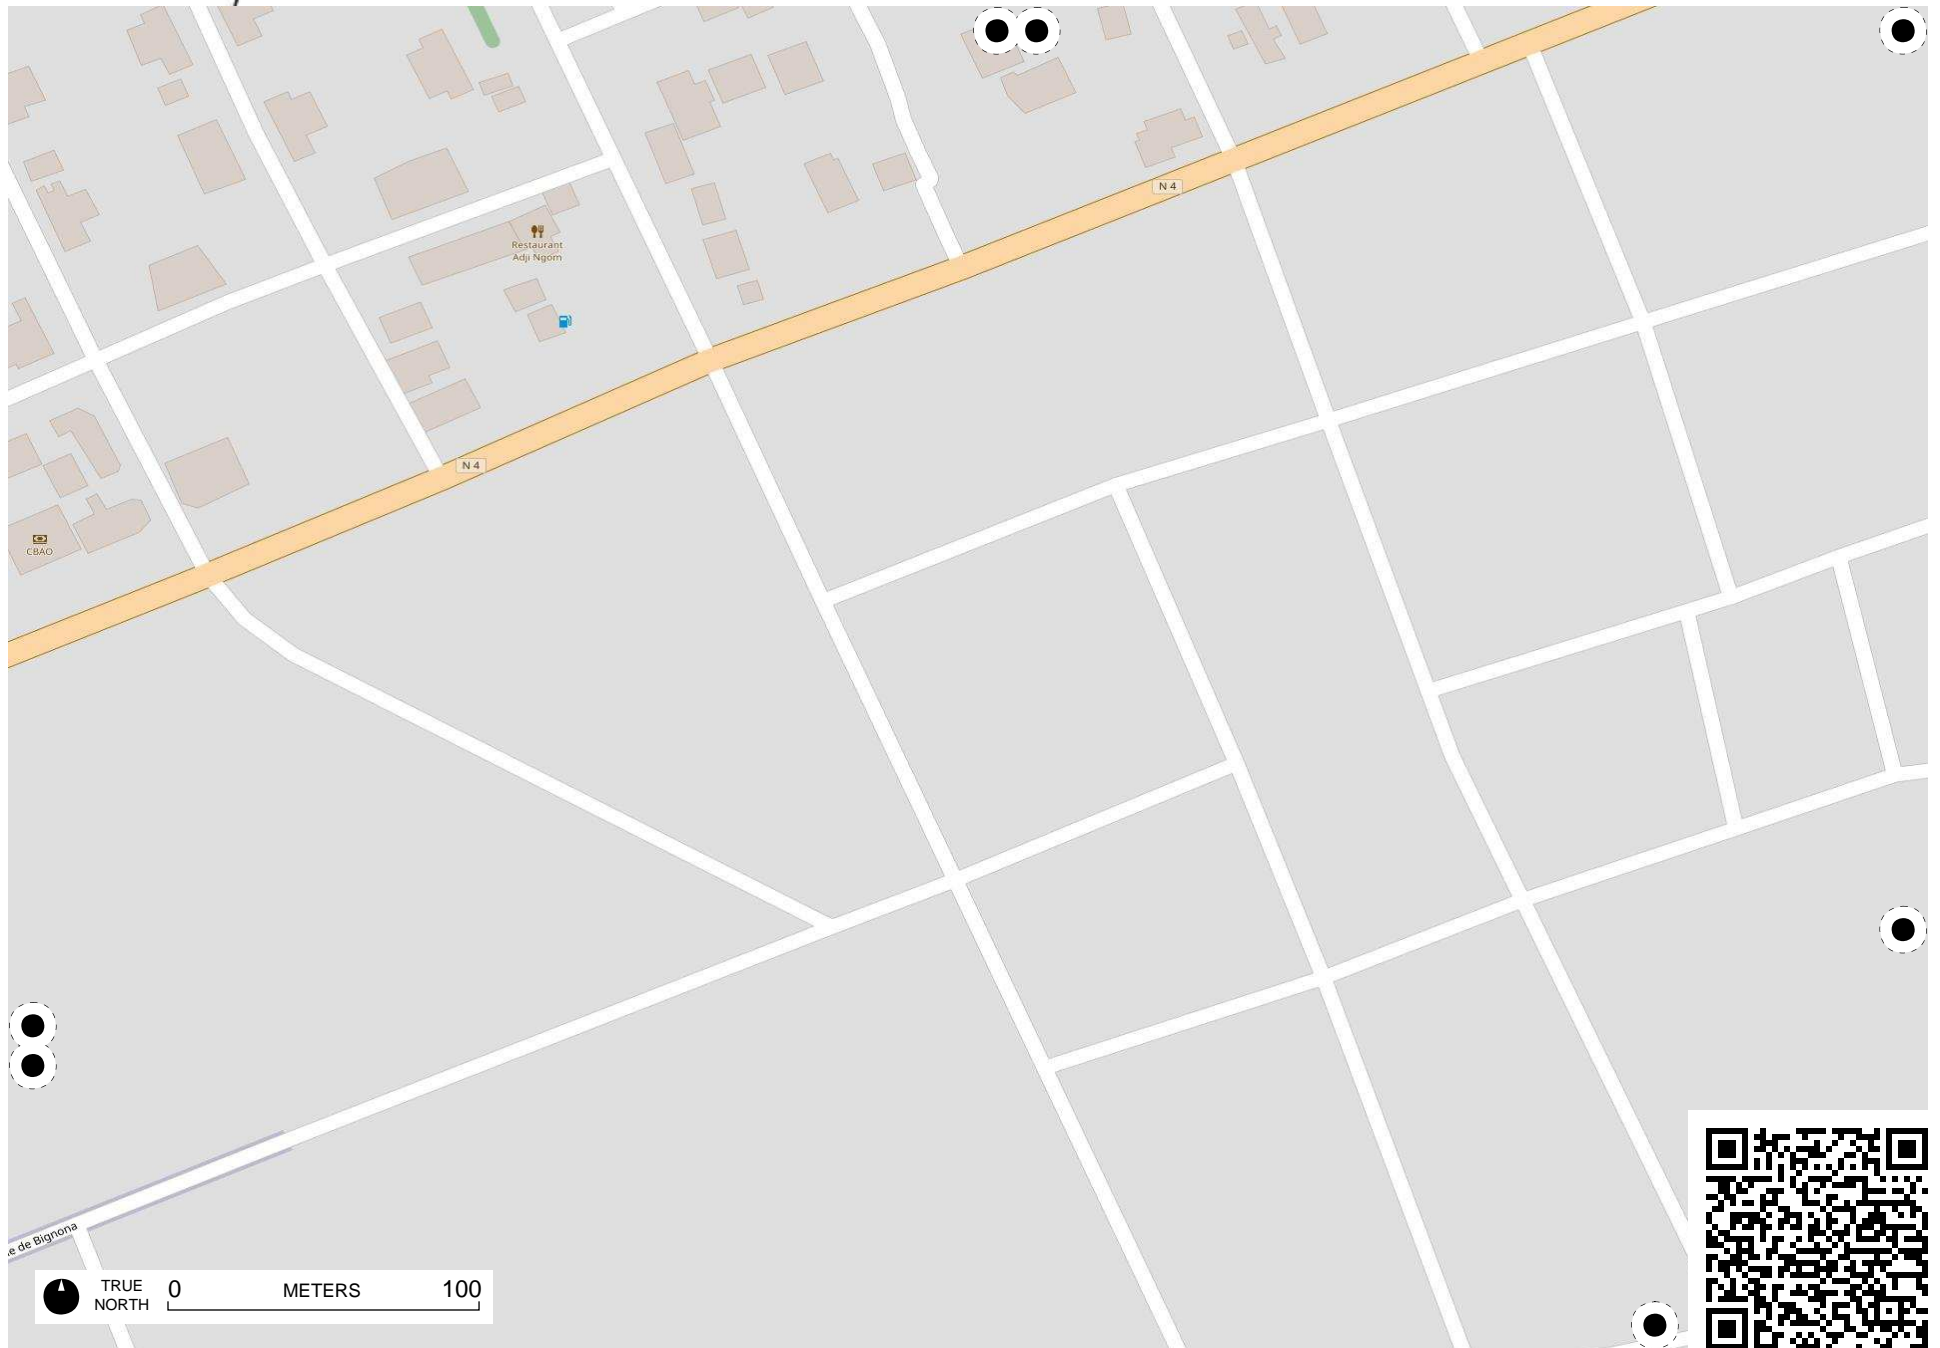 N 4
Restaurant
Adji Ngom
N 4
CBAO
de Bignona
TRUE
NORTH
0 METERS 100